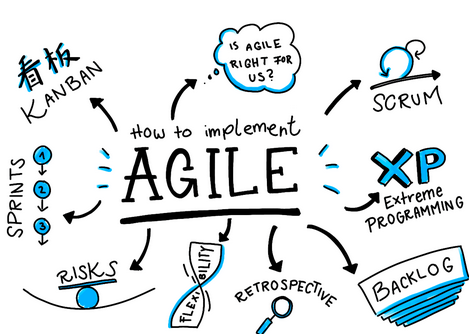 看板
KANBAN
IS AGILE
RIGHT FOR
US?
SCRUM
How to implement
AGILE
SPRINTS
1
2
3
XP
Extreme
PROGRAMMING
RISKS
FLEXIBILITY
RETROSPECTIVE
BACKLOG